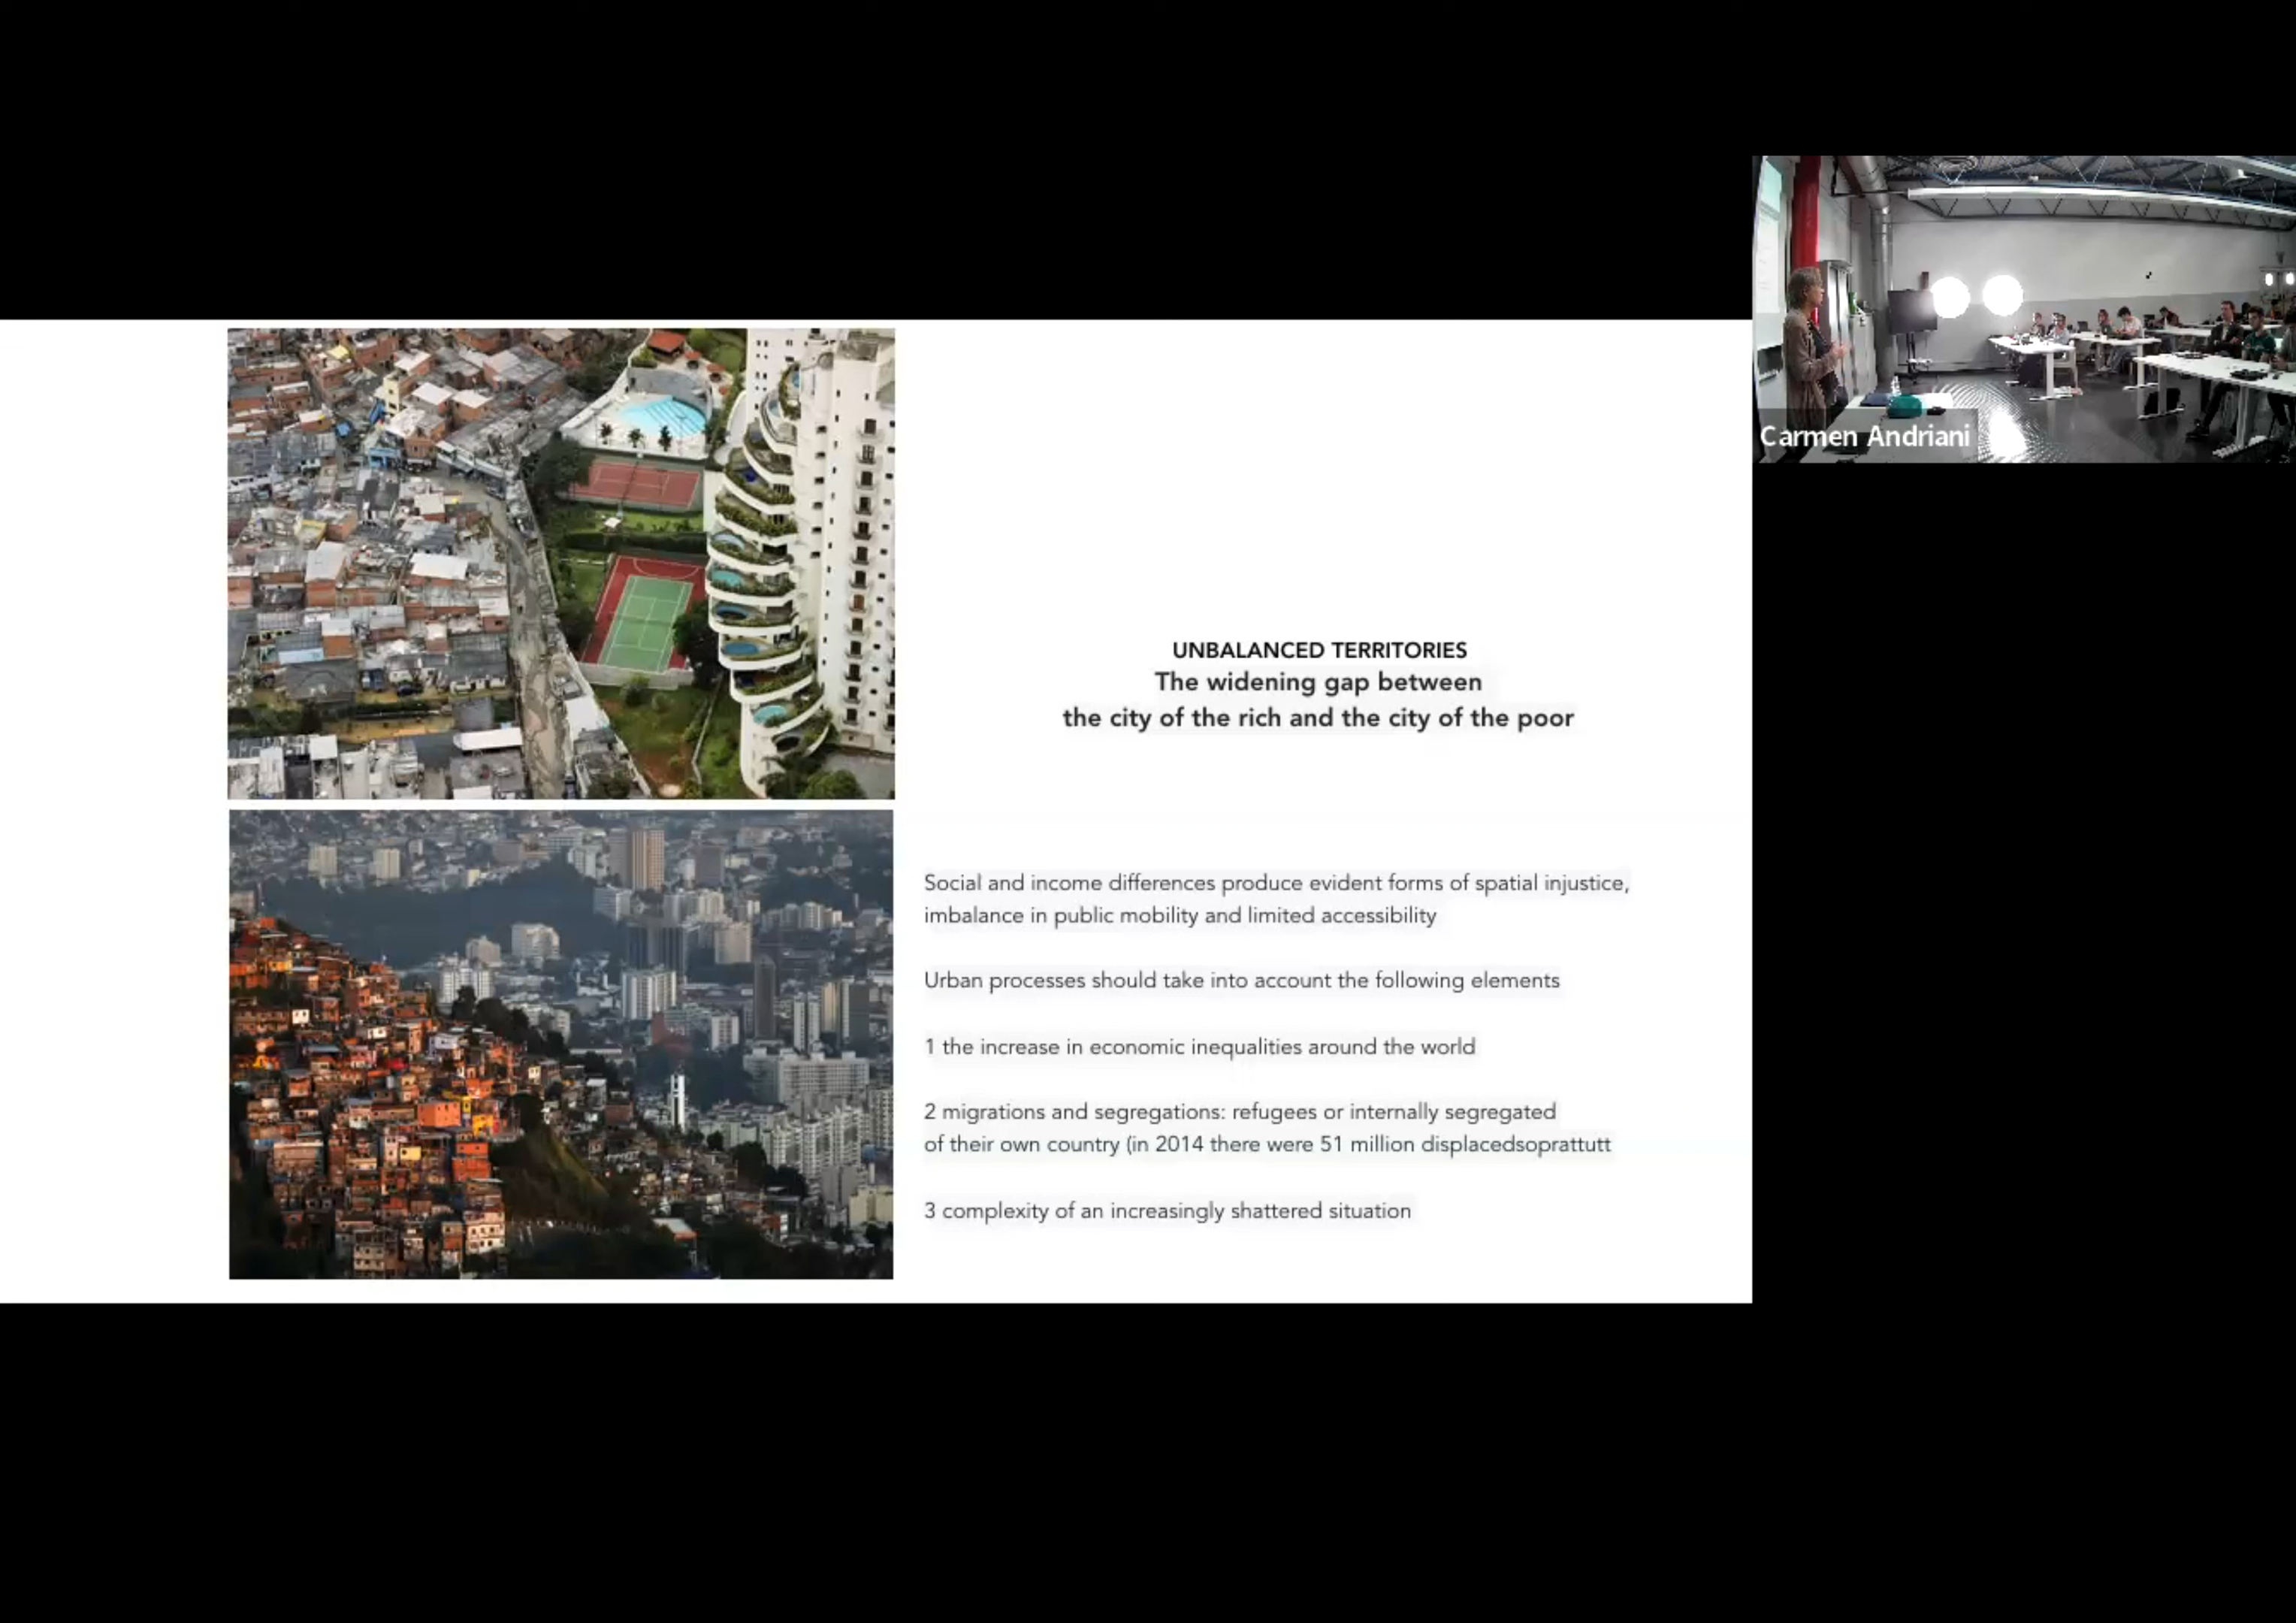 UNBALANCED TERRITORIES
The widening gap between
the city of the rich and the city of the poor
Social and income differences produce evident forms of spatial injustice,
imbalance in public mobility and limited accessibility
Urban processes should take into account the following elements
1 the increase in economic inequalities around the world
2 migrations and segregations: refugees or internally segregated
of their own country (in 2014 there were 51 million displacedsoprattutt
3 complexity of an increasingly shattered situation
Carmen Andriani